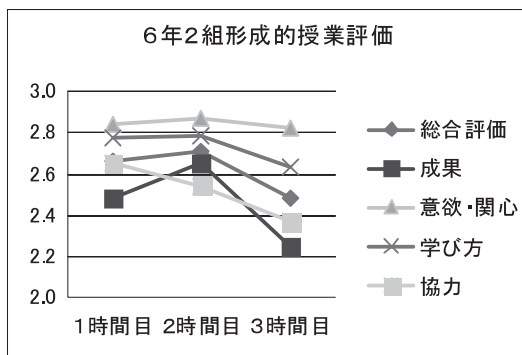 6年2組形成的授業評価
3.0
2.8
2.6
2.4
2.2
2.0
1時間目 2時間目 3時間目
総合評価
成果
意欲・関心
学び方
協力